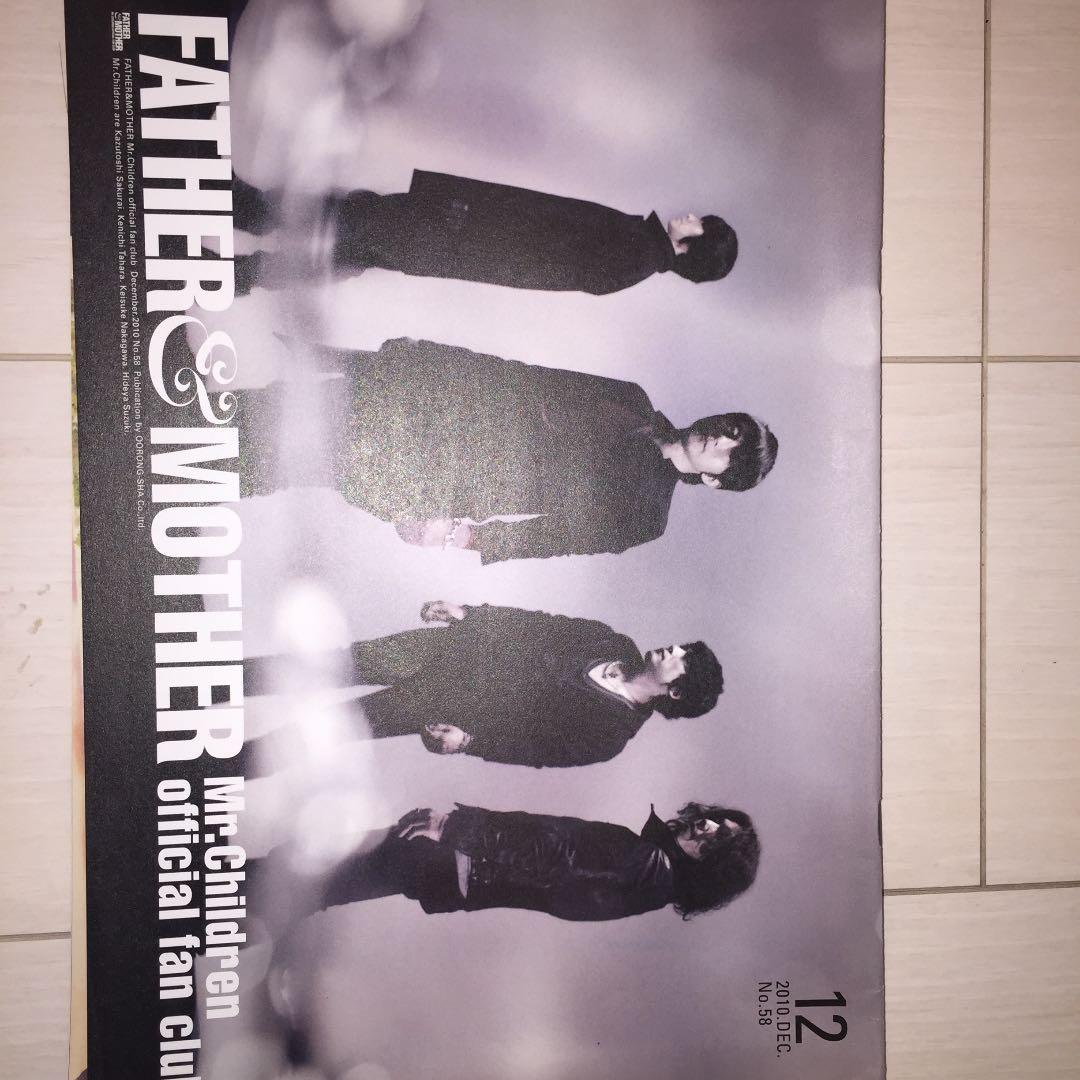 12
2010.DEC.
No.58
FATHER&MOTHER Mr.Children
official fan club
FATHER
&MOTHER
FATHER&MOTHER Mr.Children official fan club December.2010 No.58 Publication by OORONG-SHA Co.,ltd.
Mr.Children are Kazutoshi Sakurai. Kenichi Tahara. Keisuke Nakagawa. Hideya Suzuki.